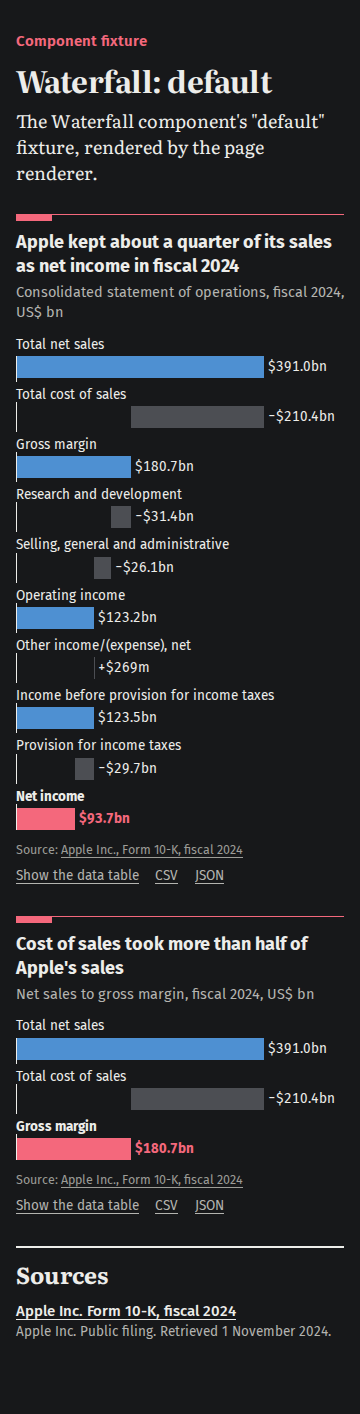 Component fixture
Waterfall: default
The Waterfall component's "default"
fixture, rendered by the page
renderer.
Apple kept about a quarter of its sales
as net income in fiscal 2024
Consolidated statement of operations, fiscal 2024,
US$ bn
Total net sales
$391.0bn
Total cost of sales
−$210.4bn
Gross margin
$180.7bn
Research and development
−$31.4bn
Selling, general and administrative
−$26.1bn
Operating income
$123.2bn
Other income/(expense), net
+$269m
Income before provision for income taxes
$123.5bn
Provision for income taxes
−$29.7bn
Net income
$93.7bn
Source: Apple Inc., Form 10-K, fiscal 2024
Show the data table CSV JSON
Cost of sales took more than half of
Apple's sales
Net sales to gross margin, fiscal 2024, US$ bn
Total net sales
$391.0bn
Total cost of sales
−$210.4bn
Gross margin
$180.7bn
Source: Apple Inc., Form 10-K, fiscal 2024
Show the data table CSV JSON
Sources
Apple Inc. Form 10-K, fiscal 2024
Apple Inc. Public filing. Retrieved 1 November 2024.